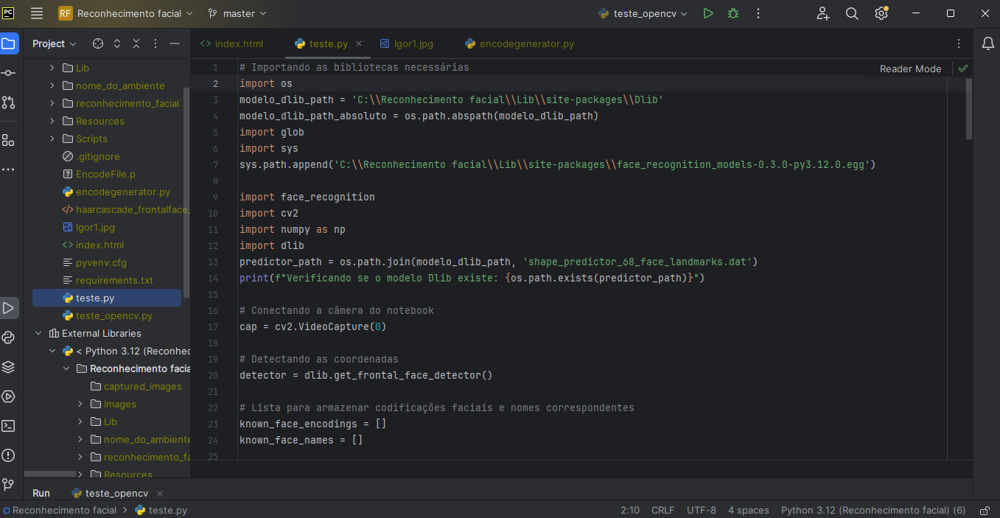 PC
RF Reconhecimento facial master teste_opencv
Project
index.html teste.py Igor1.jpg encodegenerator.py
Reader Mode
Lib
nome_do_ambiente
reconhecimento_facial
Resources
Scripts
.gitignore
EncodeFile.p
encodegenerator.py
haarcascade_frontalface_
Igor1.jpg
index.html
pyvenv.cfg
requirements.txt
teste.py
teste_opencv.py
External Libraries
< Python 3.12 (Reconhec
Reconhecimento facia
captured_images
Images
Lib
nome_do_ambiente
reconhecimento_fa
Resources
1 # Importando as bibliotecas necessárias
2 import os
3 modelo_dlib_path = 'C:\\Reconhecimento facial\\Lib\\site-packages\\Dlib'
4 modelo_dlib_path_absoluto = os.path.abspath(modelo_dlib_path)
5 import glob
6 import sys
7 sys.path.append('C:\\Reconhecimento facial\\Lib\\site-packages\\face_recognition_models-0.3.0-py3.12.0.egg')
8
9 import face_recognition
10 import cv2
11 import numpy as np
12 import dlib
13 predictor_path = os.path.join(modelo_dlib_path, 'shape_predictor_68_face_landmarks.dat')
14 print(f"Verificando se o modelo Dlib existe: {os.path.exists(predictor_path)}")
15
16 # Conectando a câmera do notebook
17 cap = cv2.VideoCapture(0)
18
19 # Detectando as coordenadas
20 detector = dlib.get_frontal_face_detector()
21
22 # Lista para armazenar codificações faciais e nomes correspondentes
23 known_face_encodings = []
24 known_face_names = []
25
Run teste_opencv
Reconhecimento facial > teste.py
2:10 CRLF UTF-8 4 spaces Python 3.12 (Reconhecimento facial) (6)